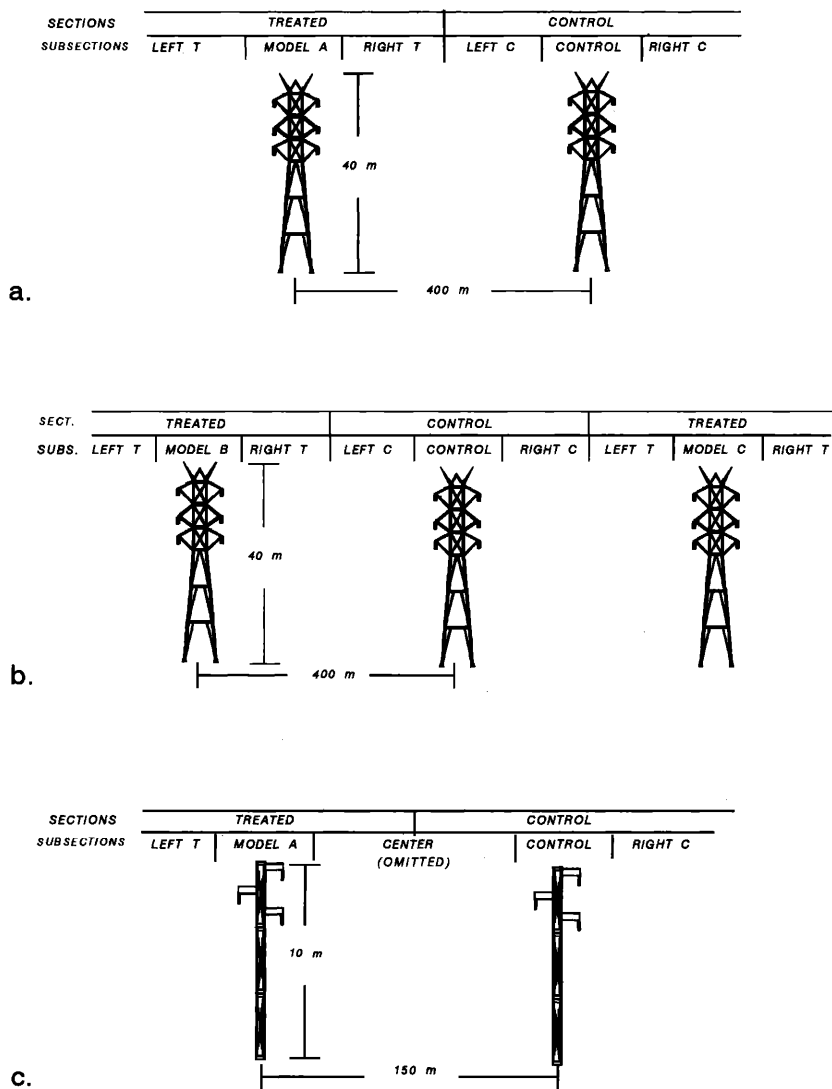 SECTIONS TREATED CONTROL
SUBSECTIONS LEFT T MODEL A RIGHT T LEFT C CONTROL RIGHT C
40 m
400 m
a.
SECT. TREATED CONTROL TREATED
SUBS. LEFT T MODEL B RIGHT T LEFT C CONTROL RIGHT C LEFT T MODEL C RIGHT T
40 m
400 m
b.
SECTIONS TREATED CONTROL
SUBSECTIONS LEFT T MODEL A CENTER CONTROL RIGHT C
(OMITTED)
10 m
150 m
c.